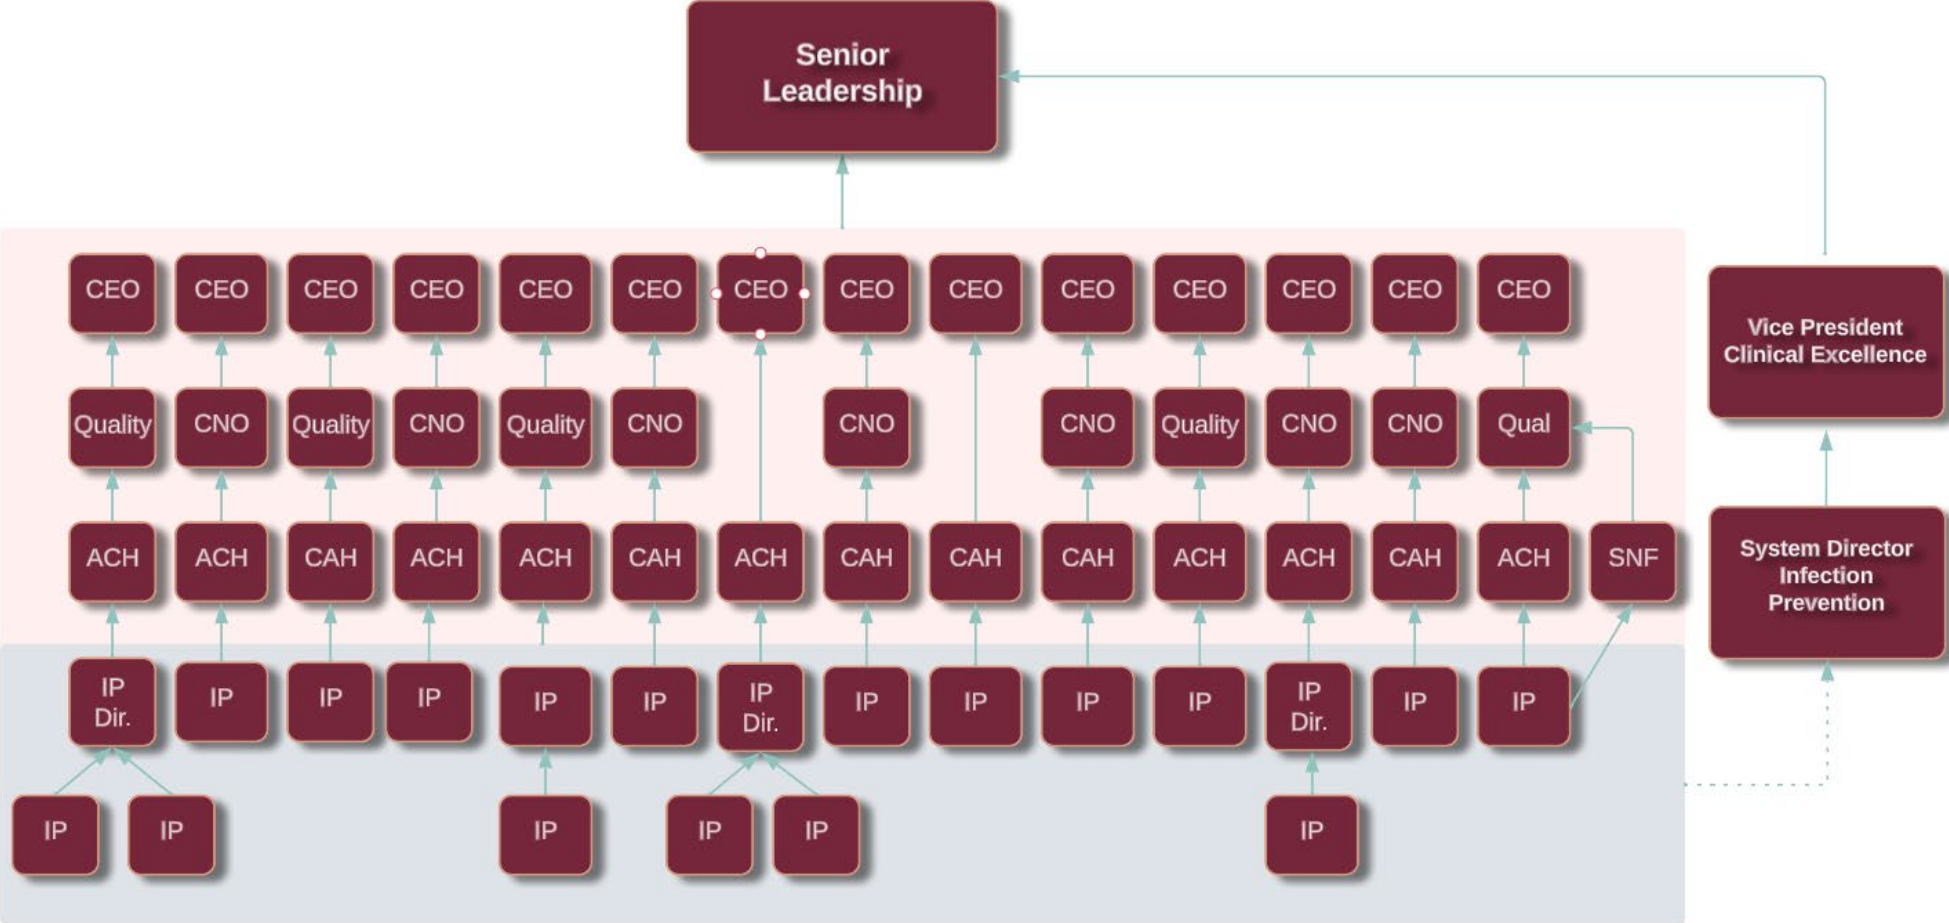 Senior
Leadership
CEO CEO CEO CEO CEO CEO CEO CEO CEO CEO CEO CEO CEO CEO
Vice President
Clinical Excellence
Quality CNO Quality CNO Quality CNO CNO CNO Quality CNO CNO Qual
ACH ACH CAH ACH ACH CAH ACH CAH CAH CAH ACH ACH CAH ACH SNF
System Director
Infection
Prevention
IP
Dir.
IP
IP
IP
IP
IP
IP
Dir.
IP
IP
IP
IP
IP
Dir.
IP
IP
IP IP IP IP IP IP